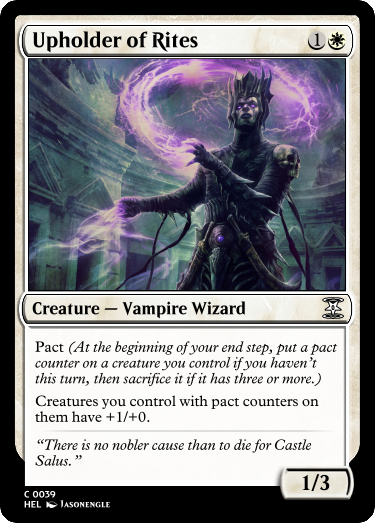 Upholder of Rites
1
Creature — Vampire Wizard
Pact (At the beginning of your end step, put a pact
counter on a creature you control if you haven't
this turn, then sacrifice it if it has three or more.)
Creatures you control with pact counters on
them have +1/+0.
“There is no nobler cause than to die for Castle
Salus.”
1/3
C 0039
HEL JASONENGLE